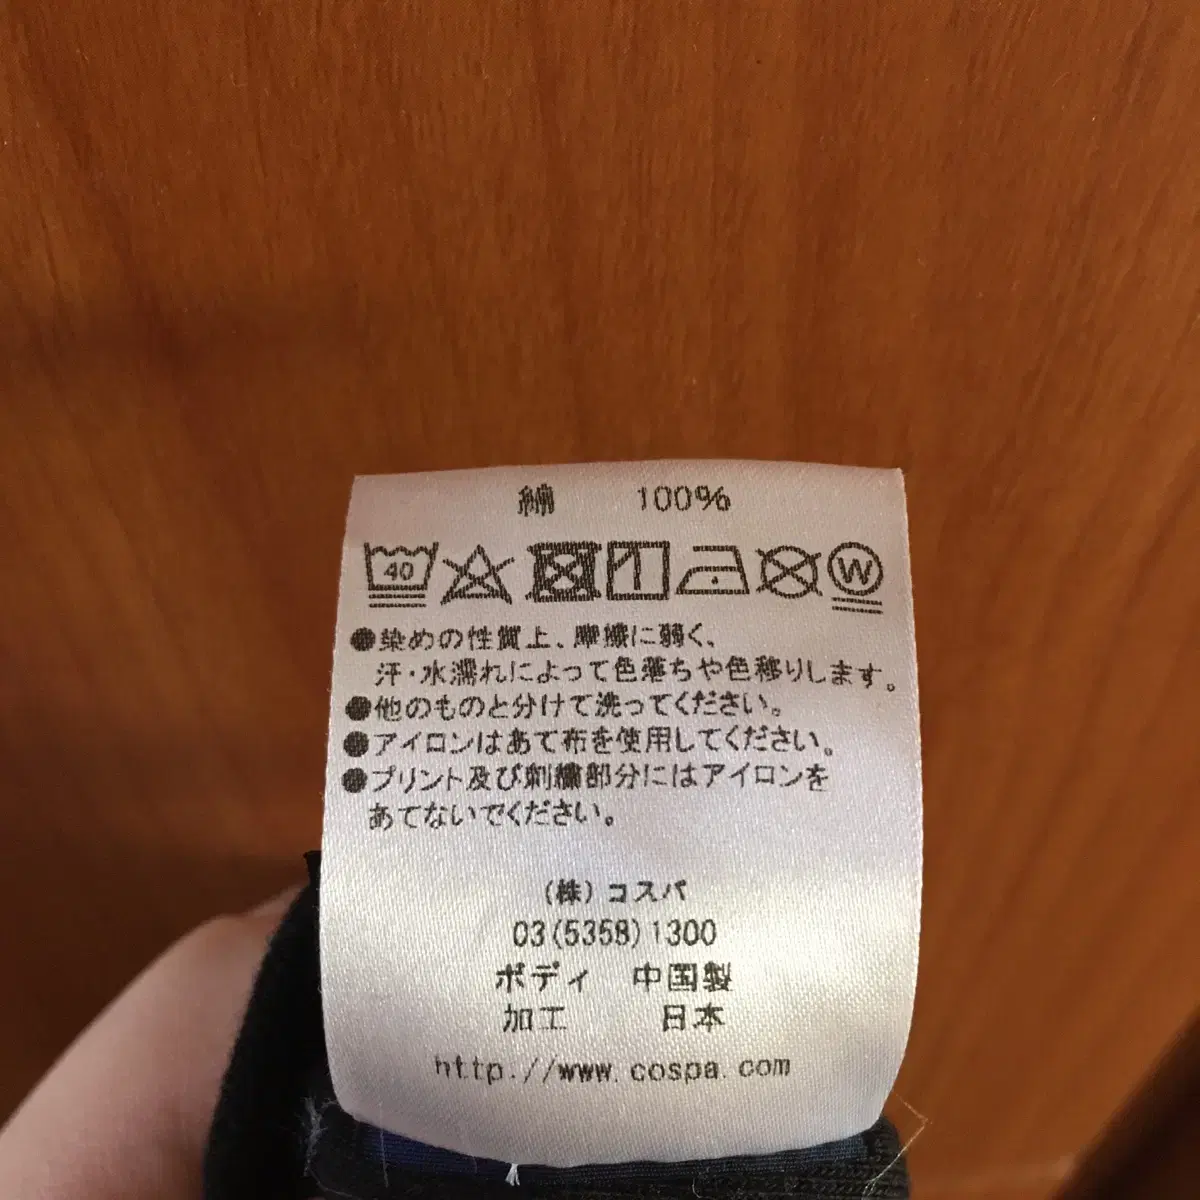 綿 100%
40 W
●染めの性質上、摩擦に弱く、
汗・水濡れによって色落ちや色移りします。
●他のものと分けて洗ってください。
●アイロンはあて布を使用してください。
●プリント及び刺繍部分にはアイロンを
あてないでください。
(株)コスパ
03(5358)1300
ボディ 中国製
加工 日本
http://www.cospa.com